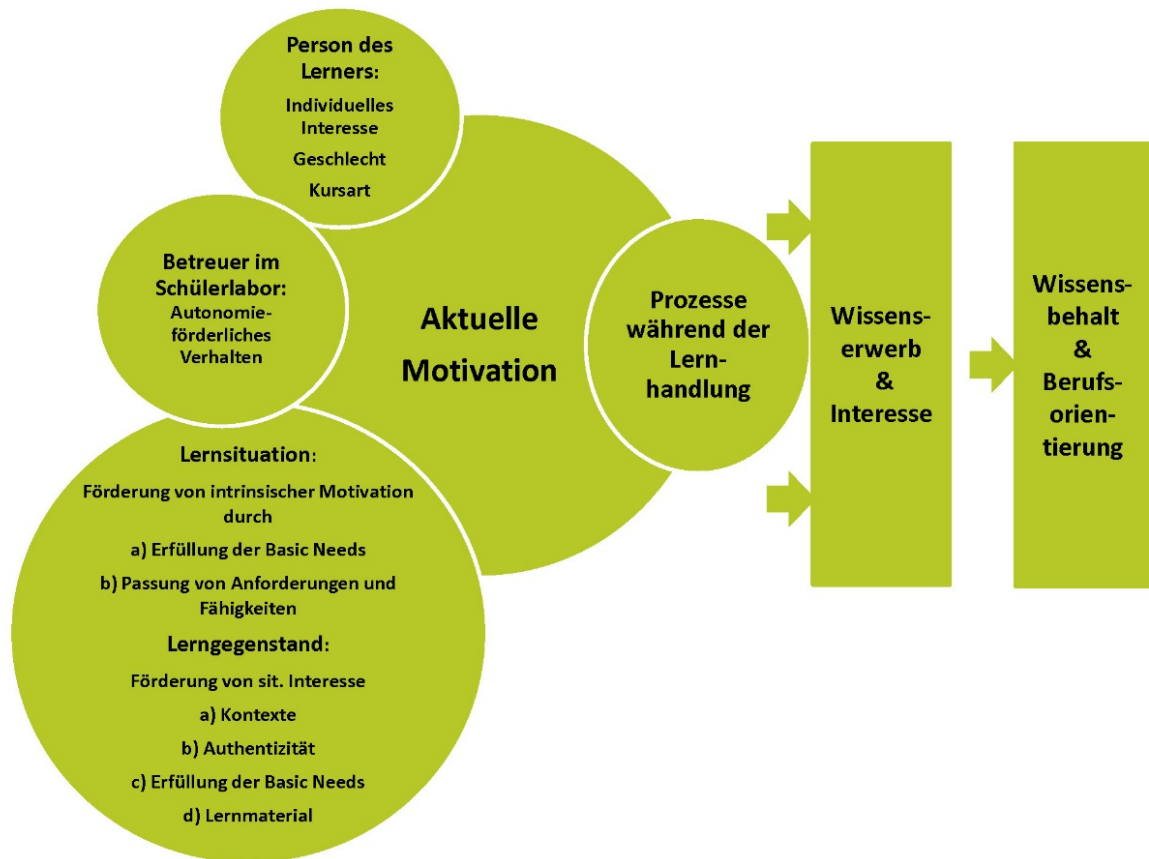 Person des
Lerners:
Individuelles
Interesse
Geschlecht
Kursart
Betreuer im
Schülerlabor:
Autonomie-
förderliches
Verhalten
Lernsituation:
Förderung von intrinsischer Motivation
durch
a) Erfüllung der Basic Needs
b) Passung von Anforderungen und
Fähigkeiten
Lerngegenstand:
Förderung von sit. Interesse
a) Kontexte
b) Authentizität
c) Erfüllung der Basic Needs
d) Lernmaterial
Aktuelle
Motivation
Prozesse
während der
Lern-
handlung
Wissens-
erwerb
&
Interesse
Wissens-
behalt
&
Berufs-
orien-
tierung